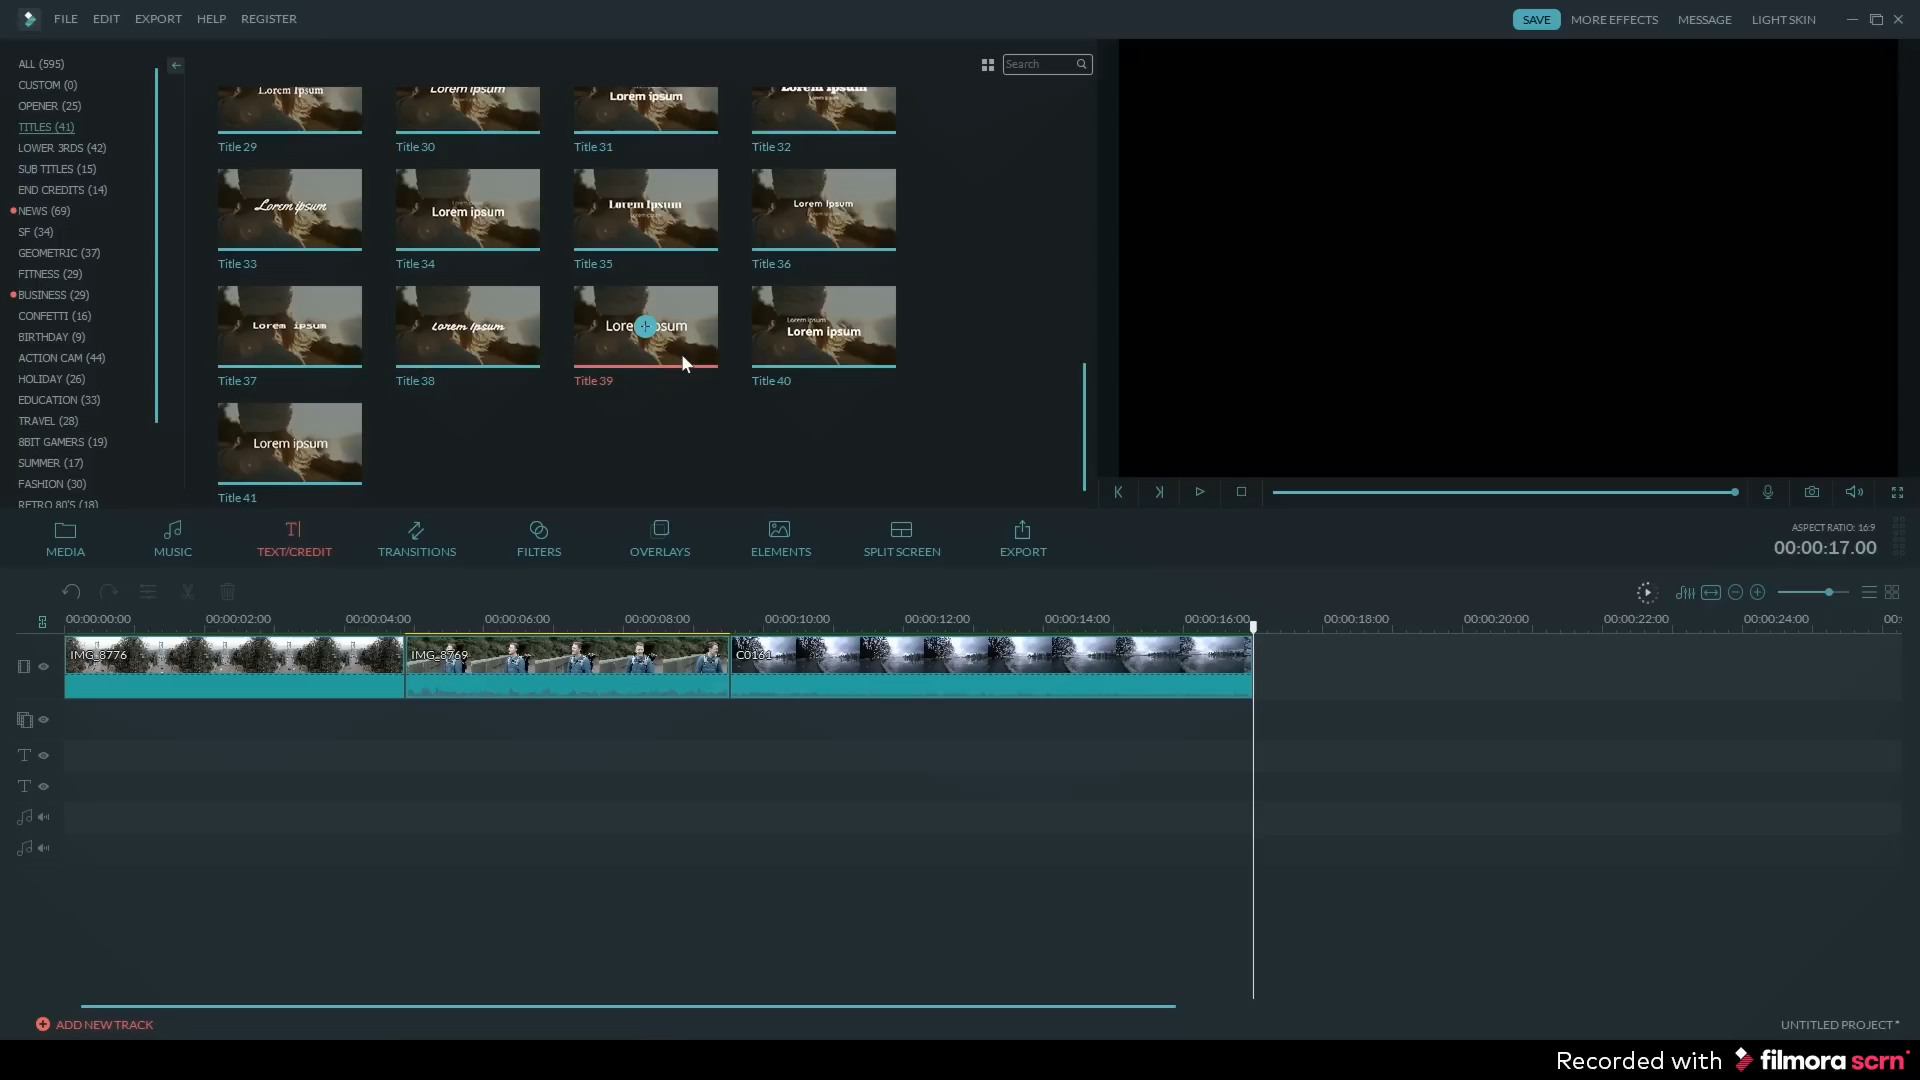 FILE EDIT EXPORT HELP REGISTER
SAVE MORE EFFECTS MESSAGE LIGHT SKIN
ALL (595)
CUSTOM (0)
OPENER (25)
TITLES (41)
LOWER 3RDS (42)
SUB TITLES (15)
END CREDITS (14)
NEWS (69)
SF (34)
GEOMETRIC (37)
FITNESS (29)
BUSINESS (29)
CONFETTI (16)
BIRTHDAY (9)
ACTION CAM (44)
HOLIDAY (26)
EDUCATION (33)
TRAVEL (28)
8BIT GAMERS (19)
SUMMER (17)
FASHION (30)
RETRO 80'S (18)
Search
Lorem Ipsum Lorem ipsum Lorem ipsum Lorem ipsum
Title 29 Title 30 Title 31 Title 32
Lorem ipsum Lorem ipsum Lorem Ipsum Lorem ipsum
Title 33 Title 34 Title 35 Title 36
Lorem ipsum Lorem ipsum Lorem ipsum
Lorem ipsum
Lorem ipsum
Title 37 Title 38 Title 39 Title 40
Lorem ipsum
Title 41
MEDIA MUSIC TEXT/CREDIT TRANSITIONS FILTERS OVERLAYS ELEMENTS SPLIT SCREEN EXPORT
ASPECT RATIO: 16:9
00:00:17.00
00:00:00:00 00:00:02:00 00:00:04:00 00:00:06:00 00:00:08:00 00:00:10:00 00:00:12:00 00:00:14:00 00:00:16:00 00:00:18:00 00:00:20:00 00:00:22:00 00:00:24:00 00:
IMG_8776 IMG_8769 C0161
ADD NEW TRACK
UNTITLED PROJECT *
Recorded with filmora scrn